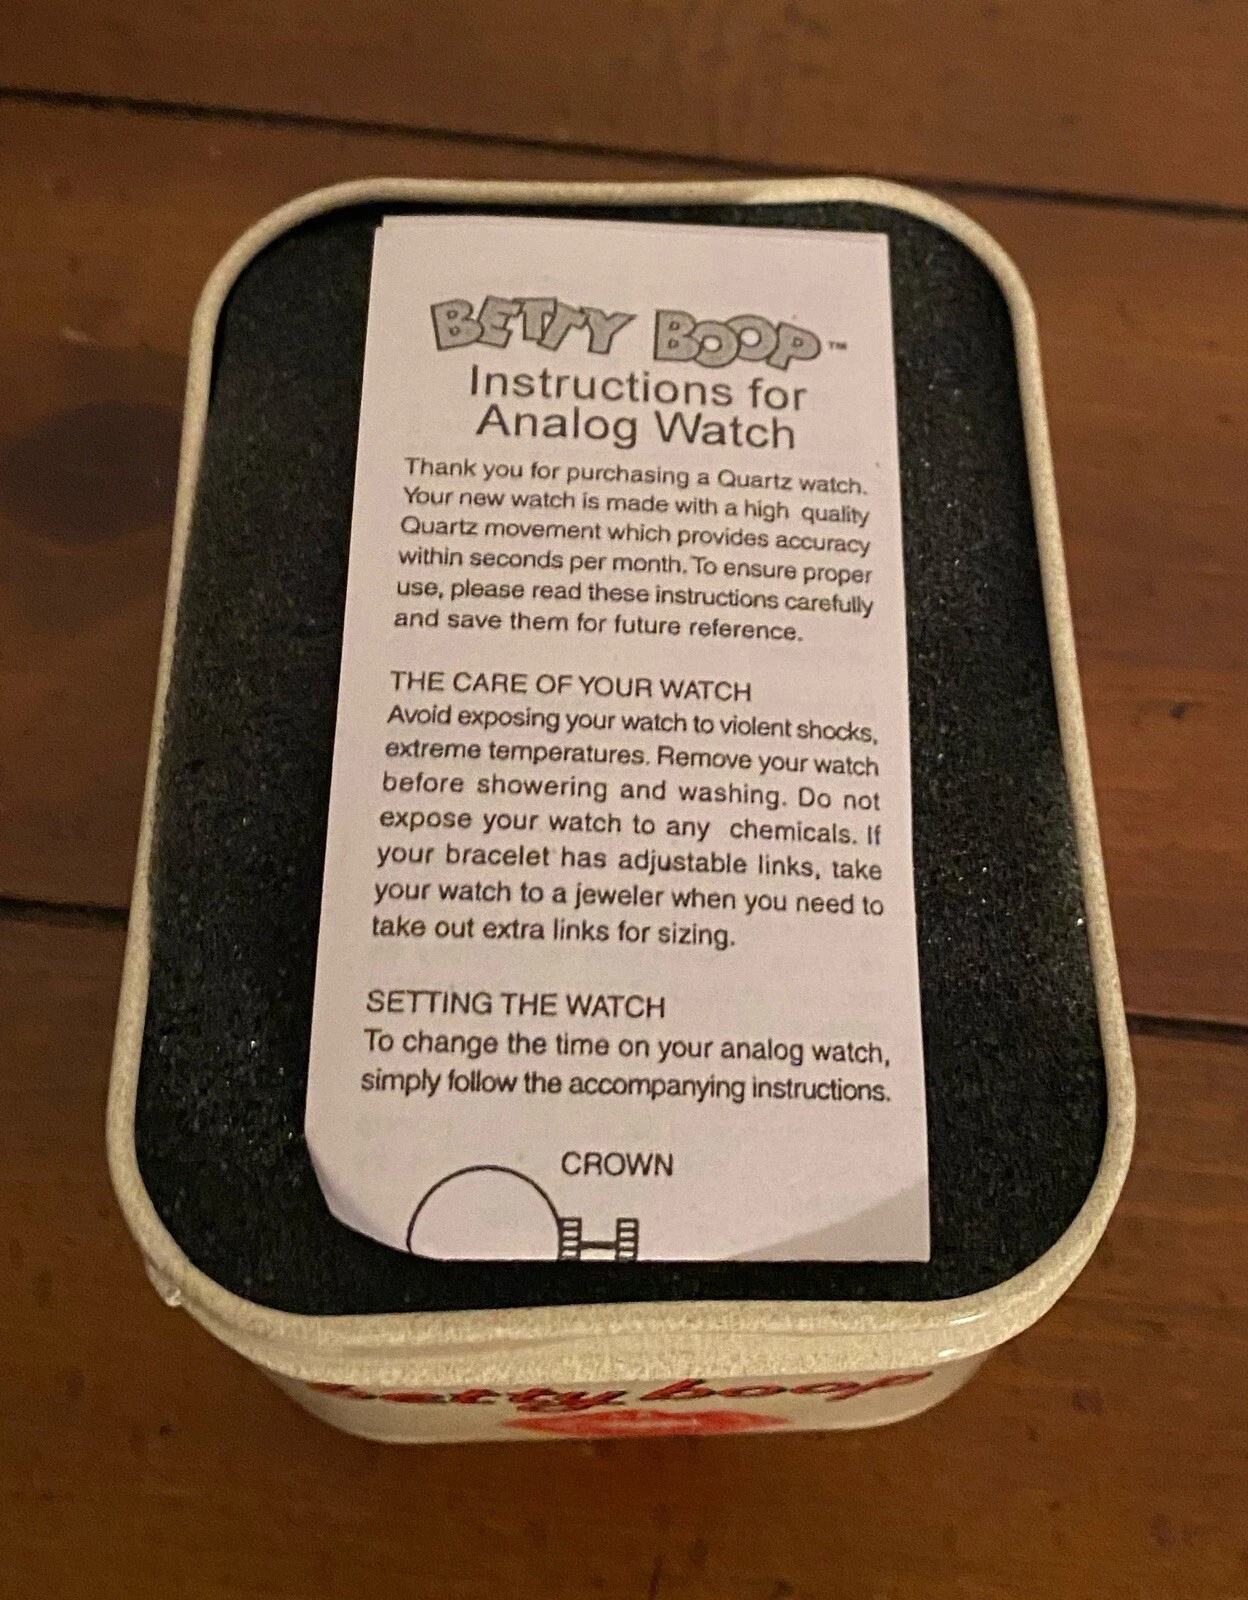 BETTY BOOP™
Instructions for
Analog Watch
Thank you for purchasing a Quartz watch.
Your new watch is made with a high quality
Quartz movement which provides accuracy
within seconds per month. To ensure proper
use, please read these instructions carefully
and save them for future reference.
THE CARE OF YOUR WATCH
Avoid exposing your watch to violent shocks,
extreme temperatures. Remove your watch
before showering and washing. Do not
expose your watch to any chemicals. If
your bracelet has adjustable links, take
your watch to a jeweler when you need to
take out extra links for sizing.
SETTING THE WATCH
To change the time on your analog watch,
simply follow the accompanying instructions.
CROWN
betty boop